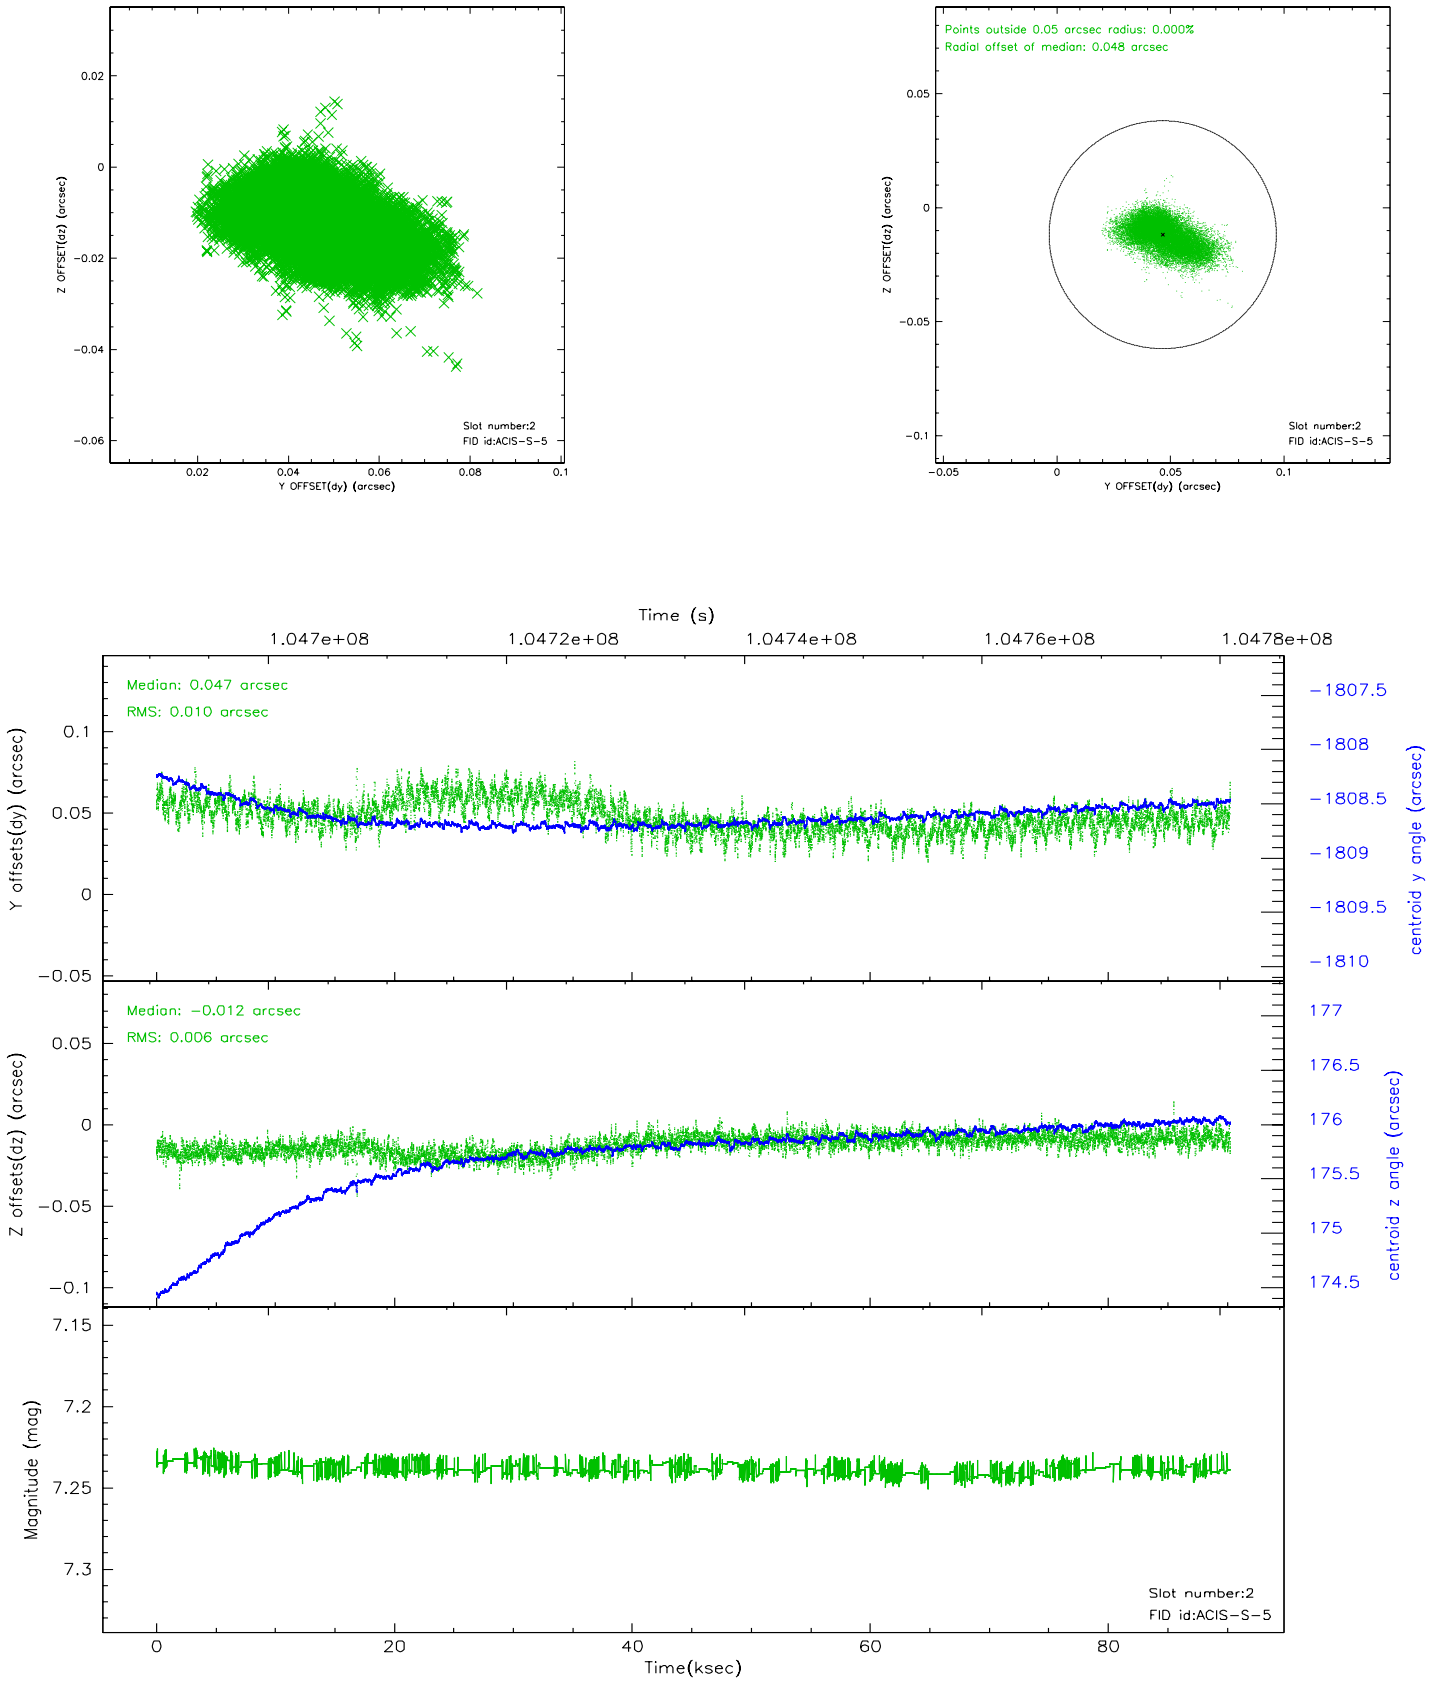 0.02
0
-0.02
-0.04
-0.06
Z OFFSET(dz) (arcsec)
Slot number:2
FID id:ACIS-S-5
0.02 0.04 0.06 0.08 0.1
Y OFFSET(dy) (arcsec)
Points outside 0.05 arcsec radius: 0.000%
Radial offset of median: 0.048 arcsec
0.05
0
-0.05
-0.1
Z OFFSET(dz) (arcsec)
Slot number:2
FID id:ACIS-S-5
-0.05 0 0.05 0.1
Y OFFSET(dy) (arcsec)
Time (s)
1.047e+08 1.0472e+08 1.0474e+08 1.0476e+08 1.0478e+08
Median: 0.047 arcsec
RMS: 0.010 arcsec
0.1
0.05
0
-0.05
Y offsets(dy) (arcsec)
-1807.5
-1808
-1808.5
-1809
-1809.5
-1810
centroid y angle (arcsec)
Median: -0.012 arcsec
RMS: 0.006 arcsec
0.05
0
-0.05
-0.1
Z offsets(dz) (arcsec)
177
176.5
176
175.5
175
174.5
centroid z angle (arcsec)
7.15
7.2
7.25
7.3
Magnitude (mag)
Slot number:2
FID id:ACIS-S-5
0 20 40 60 80
Time(ksec)